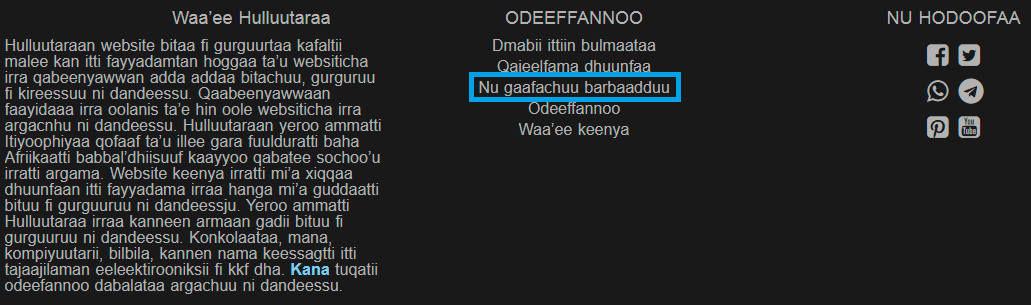 Waa’ee Hulluutaraa
Hulluutaraan website bitaa fi gurguurtaa kafaltii
malee kan itti fayyadamtan hoggaa ta’u websiticha
irra qabeenyawwan adda addaa bitachuu, gurguruu
fi kireessuu ni dandeessu. Qaabeenyawwaan
faayidaaa irra oolanis ta’e hin oole websiticha irra
argacnhu ni dandeessu. Hulluutaraan yeroo ammatti
Itiyoophiyaa qofaaf ta’u illee gara fuulduratti baha
Afriikaatti babbal’dhiisuuf kaayyoo qabatee sochoo’u
irratti argama. Website keenya irratti mi’a xiqqaa
dhuunfaan itti fayyadama irraa hanga mi’a guddaatti
bituu fi gurguuruu ni dandeessju. Yeroo ammatti
Hulluutaraa irraa kanneen armaan gadii bituu fi
gurguuruu ni dandeessu. Konkolaataa, mana,
kompiyuutarii, bilbila, kannen nama keessagtti itti
tajaajilaman eeleektirooniksii fi kkf dha. Kana tuqatii
odeefannoo dabalataa argachuu ni dandeessu.
ODEEFFANNOO
Dmabii ittiin bulmaataa
Qajeelfama dhuunfaa
Nu gaafachuu barbaadduu
Odeeffannoo
Waa’ee keenya
NU HODOOFAA
You
Tube